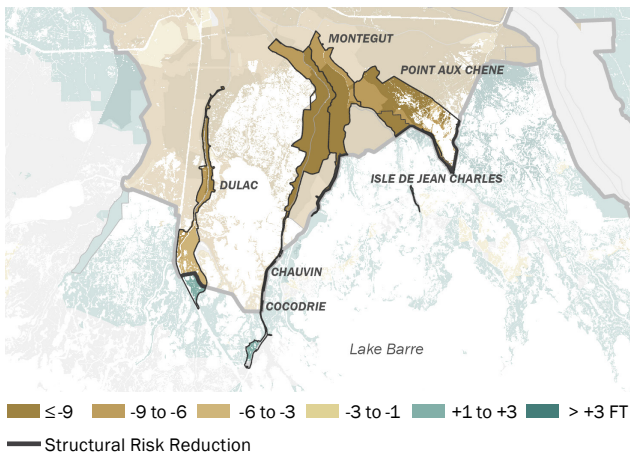 MONTEGUT
POINT AUX CHENE
DULAC
ISLE DE JEAN CHARLES
CHAUVIN
COCODRIE
Lake Barre
≤ -9 -9 to -6 -6 to -3 -3 to -1 +1 to +3 > +3 FT
Structural Risk Reduction